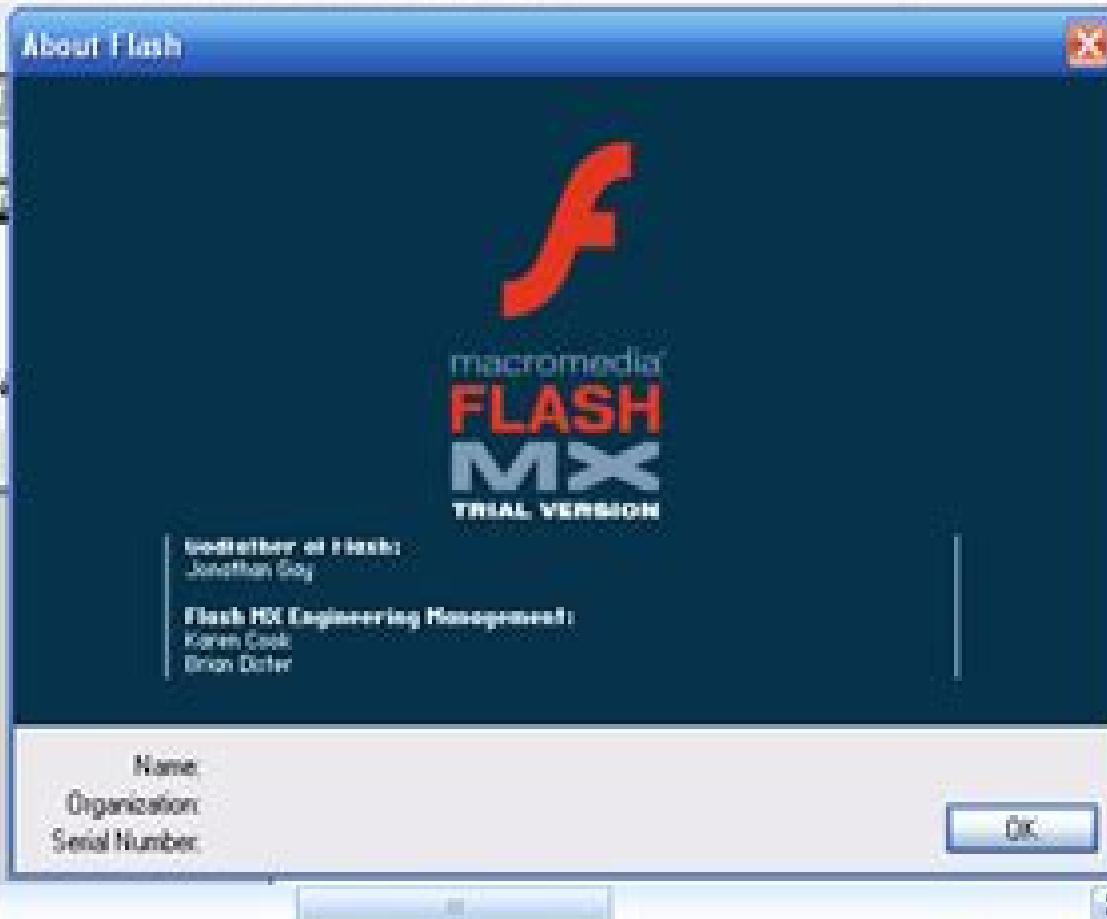 About Flash
macromedia
FLASH
MX
TRIAL VERSION
Godfather of Flash:
Jonathan Gay
Flash MX Engineering Management:
Karen Cook
Brian Dister
Name:
Organization:
Serial Number:
OK